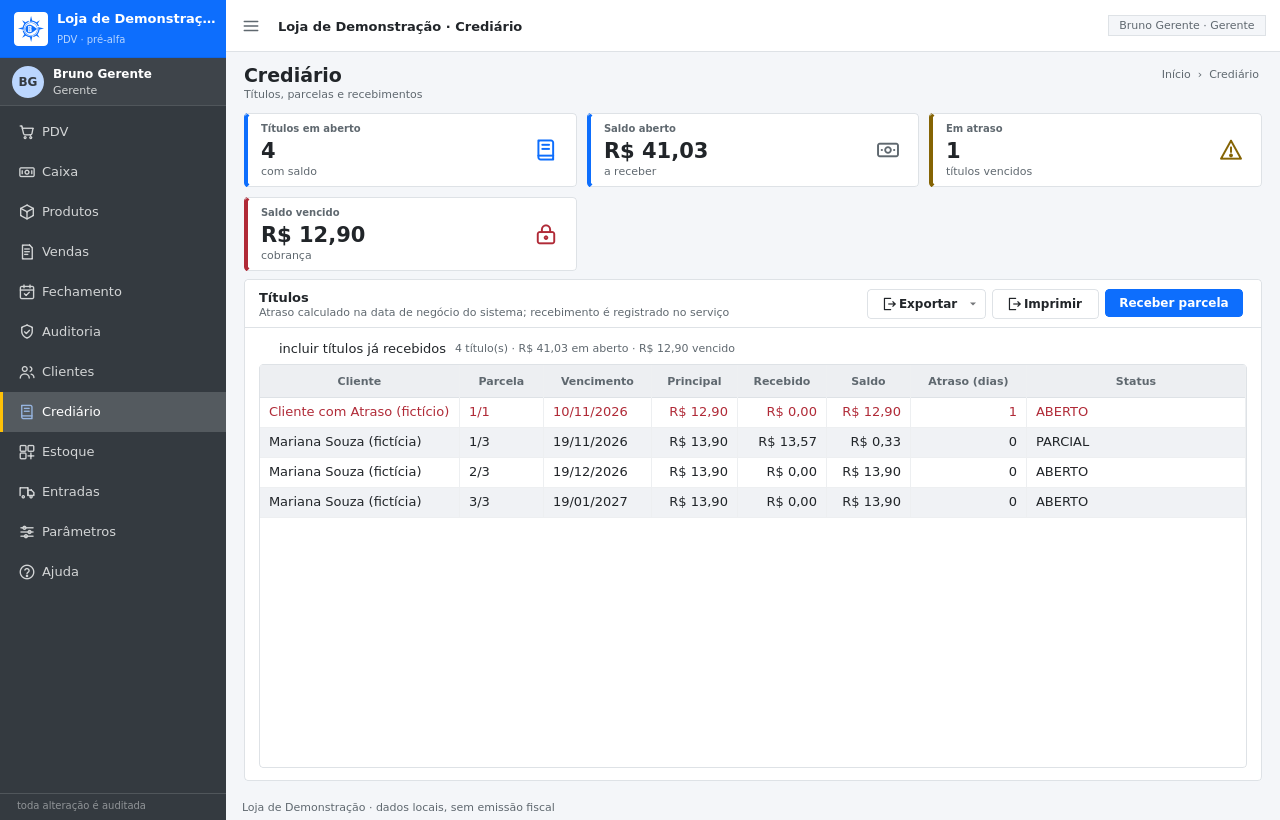 Loja de Demonstraç…
PDV · pré-alfa
BG
Bruno Gerente
Gerente
PDV
Caixa
Produtos
Vendas
Fechamento
Auditoria
Clientes
Crediário
Estoque
Entradas
Parâmetros
Ajuda
toda alteração é auditada
Loja de Demonstração · Crediário
Bruno Gerente · Gerente
Crediário
Títulos, parcelas e recebimentos
Início › Crediário
Títulos em aberto
4
com saldo
Saldo aberto
R$ 41,03
a receber
Em atraso
1
títulos vencidos
Saldo vencido
R$ 12,90
cobrança
Títulos
Atraso calculado na data de negócio do sistema; recebimento é registrado no serviço
Exportar
Imprimir
Receber parcela
incluir títulos já recebidos 4 título(s) · R$ 41,03 em aberto · R$ 12,90 vencido
Cliente Parcela Vencimento Principal Recebido Saldo Atraso (dias) Status
Cliente com Atraso (fictício) 1/1 10/11/2026 R$ 12,90 R$ 0,00 R$ 12,90 1 ABERTO
Mariana Souza (fictícia) 1/3 19/11/2026 R$ 13,90 R$ 13,57 R$ 0,33 0 PARCIAL
Mariana Souza (fictícia) 2/3 19/12/2026 R$ 13,90 R$ 0,00 R$ 13,90 0 ABERTO
Mariana Souza (fictícia) 3/3 19/01/2027 R$ 13,90 R$ 0,00 R$ 13,90 0 ABERTO
Loja de Demonstração · dados locais, sem emissão fiscal